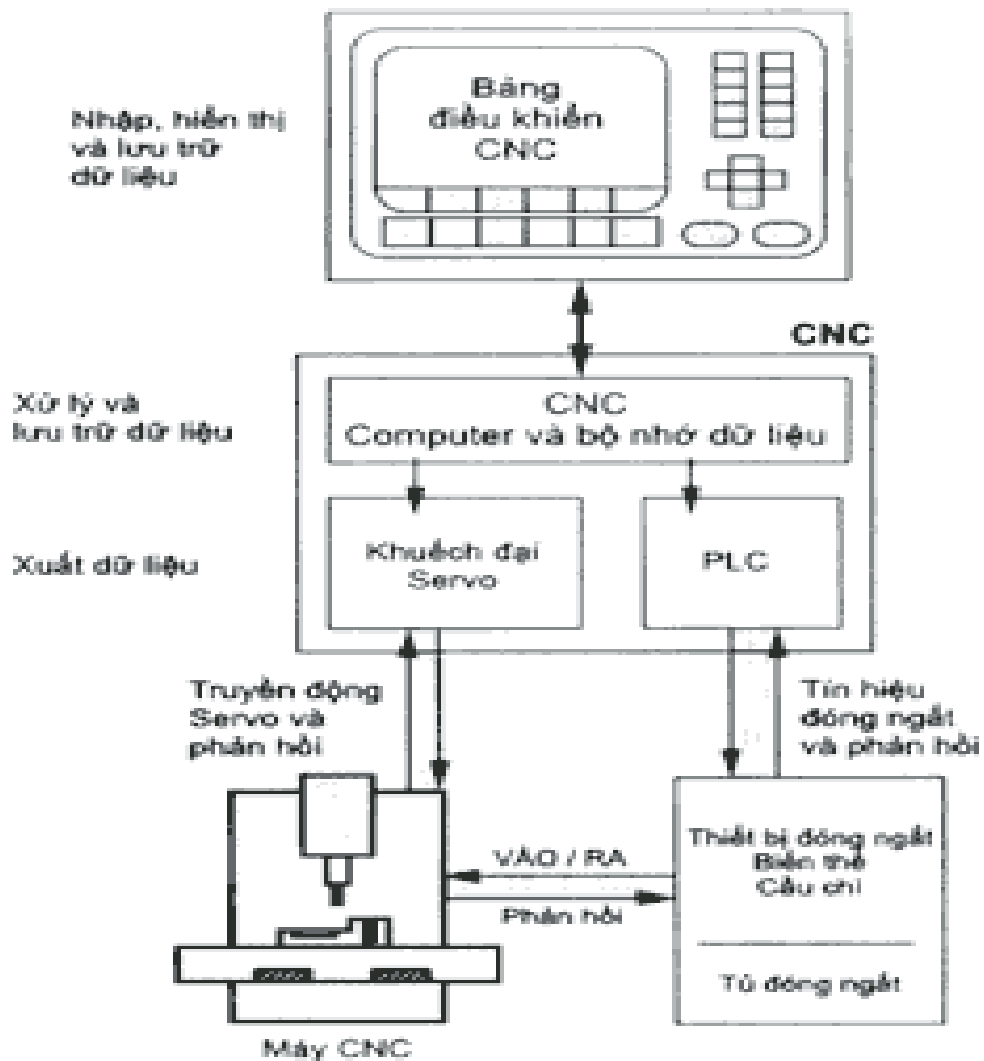 Bảng
điều khiển
CNC
Nhập, hiển thị
và lưu trữ
dữ liệu
CNC
Xử lý và
lưu trữ dữ liệu
CNC
Computer và bộ nhớ dữ liệu
Xuất dữ liệu
Khuếch đại
Servo
PLC
Truyền động
Servo và
phản hồi
Tín hiệu
đóng ngắt
và phản hồi
VÀO / RA
Phản hồi
Thiết bị đóng ngắt
Biến thế
Cầu chì
Tủ đóng ngắt
Máy CNC